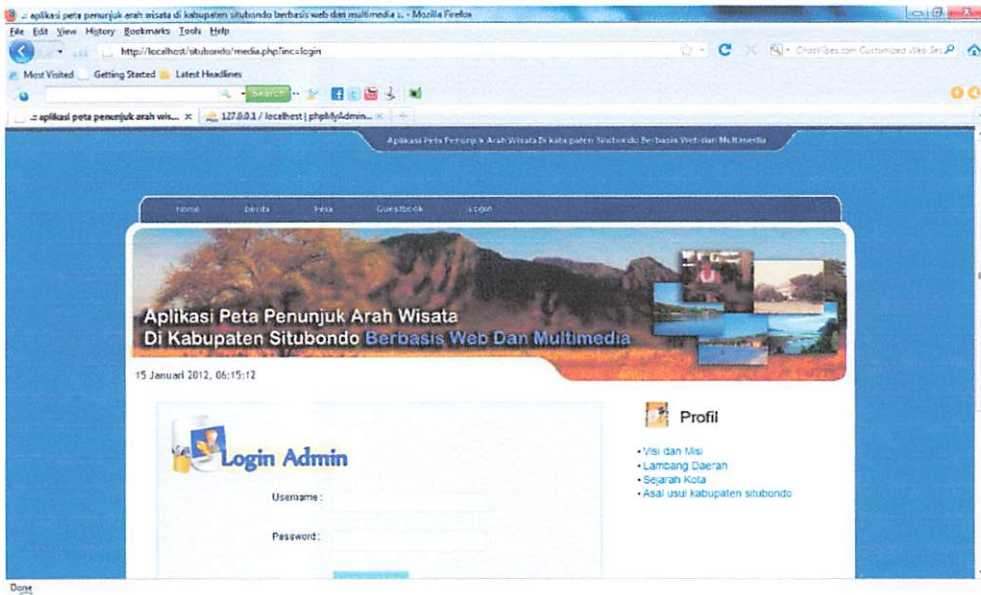 .: aplikasi peta penunjuk arah wisata di kabupaten situbondo berbasis web dan multimedia :. - Mozilla Firefox
File Edit View History Bookmarks Tools Help
http://localhost/situbondo/media.php?inc=login
Most Visited Getting Started Latest Headlines
Search
.: aplikasi peta penunjuk arah wis... 127.0.0.1 / localhost | phpMyAdmin...
Aplikasi Peta Penunjuk Arah Wisata Di kabupaten Situbondo Berbasis Web dan Multimedia
Home berita Peta Guestbook Login
Aplikasi Peta Penunjuk Arah Wisata
Di Kabupaten Situbondo Berbasis Web Dan Multimedia
15 Januari 2012, 06:15:12
Login Admin
Username :
Password :
Profil
• Visi dan Misi
• Lambang Daerah
• Sejarah Kota
• Asal usul kabupaten situbondo
Done